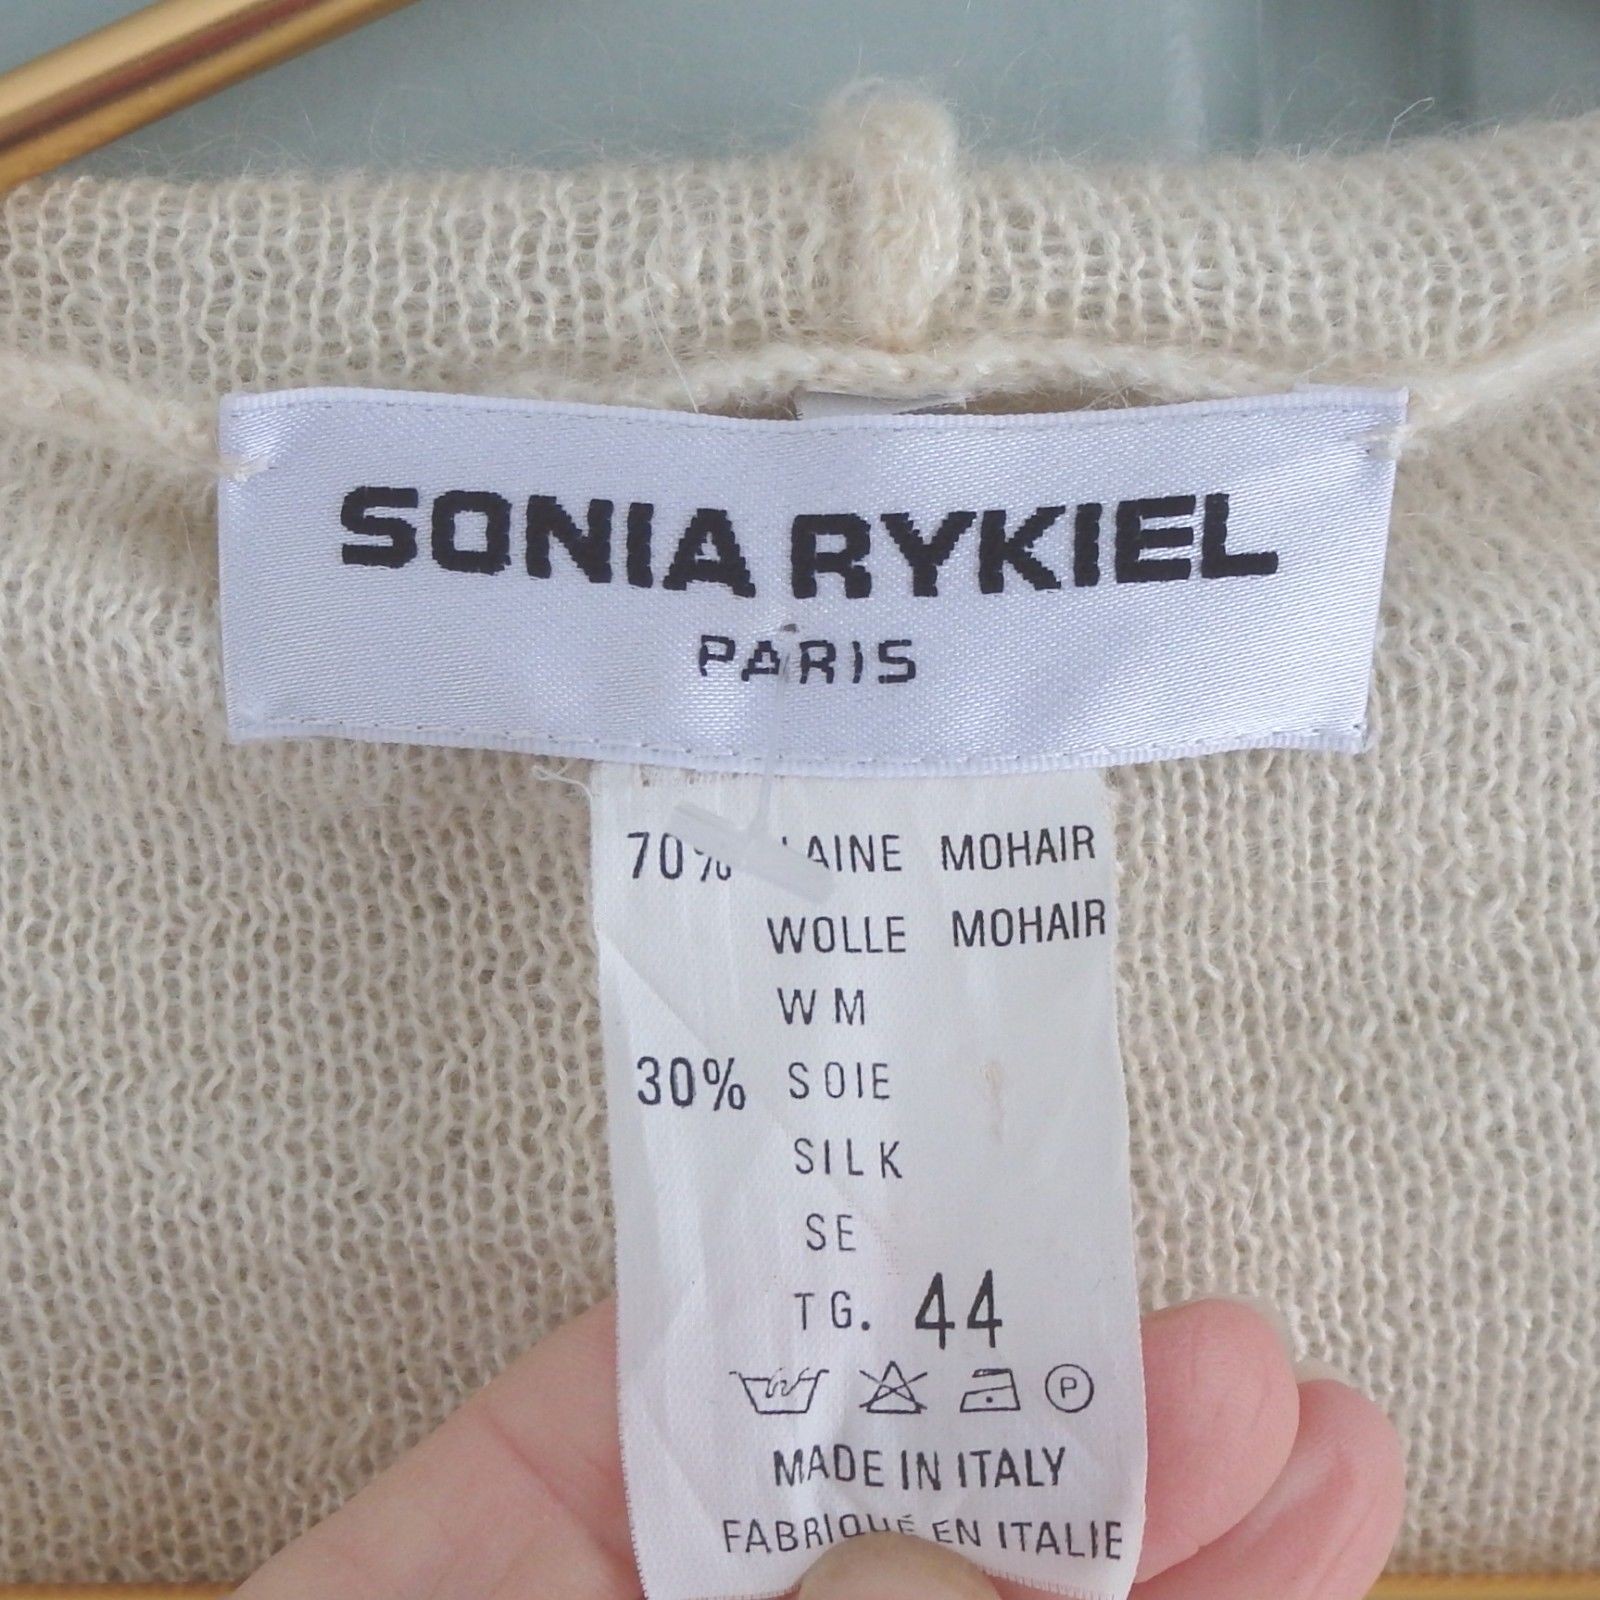 SONIA RYKIEL
PARIS
70% LAINE MOHAIR
WOLLE MOHAIR
WM
30% SOIE
SILK
SE
TG. 44
P
MADE IN ITALY
FABRIQUÉ EN ITALIE